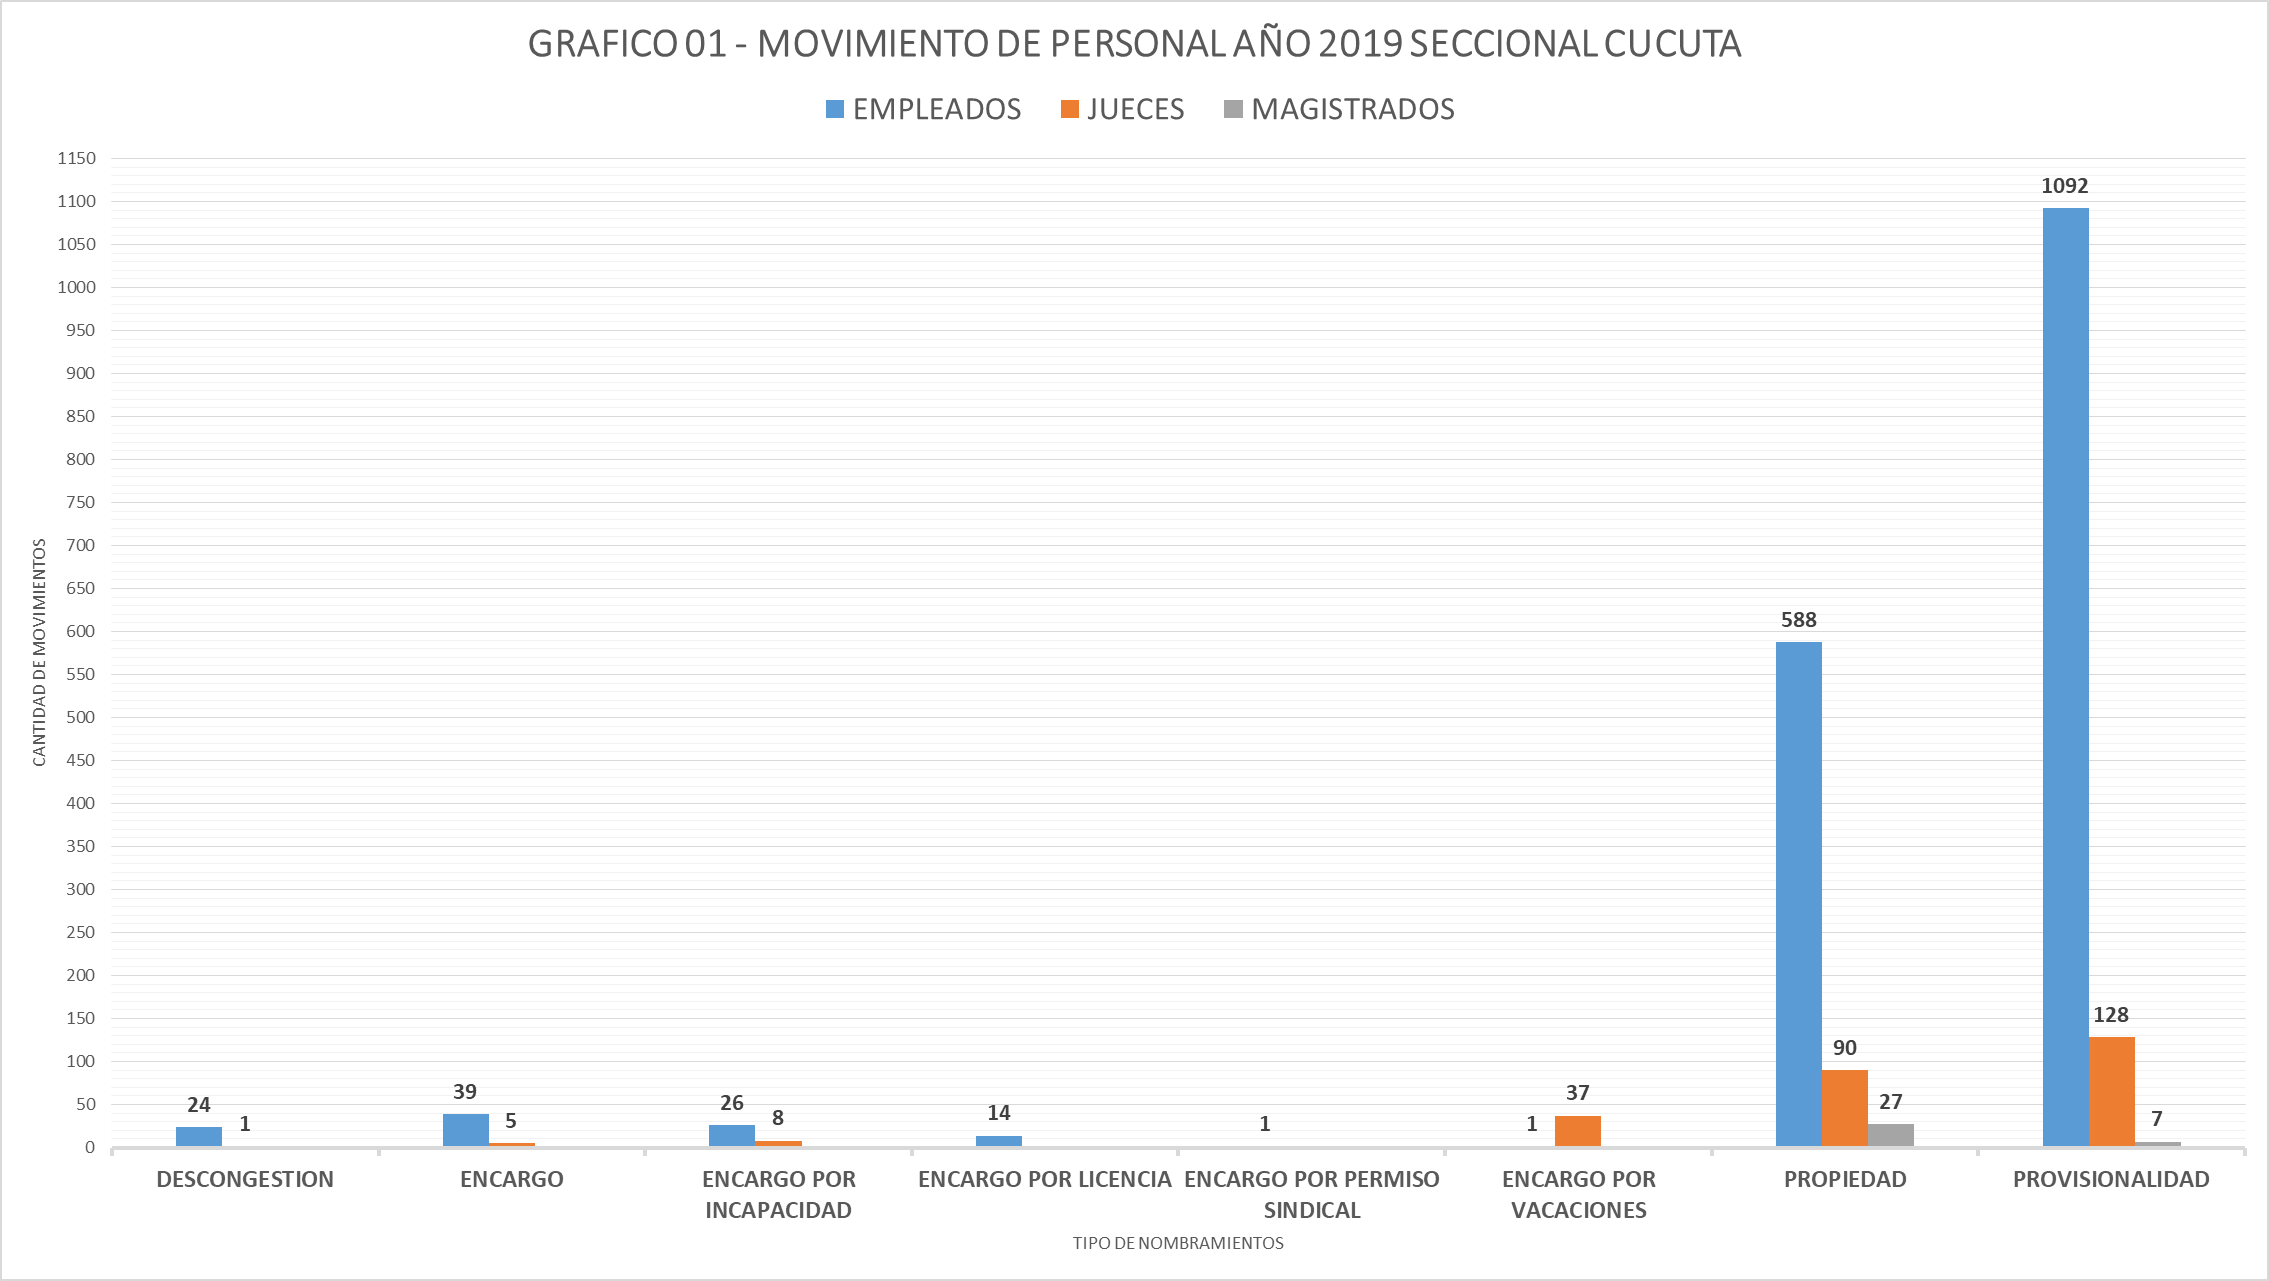 GRAFICO 01 - MOVIMIENTO DE PERSONAL AÑO 2019 SECCIONAL CUCUTA
EMPLEADOS JUECES MAGISTRADOS
CANTIDAD DE MOVIMIENTOS
1150
1100
1050
1000
950
900
850
800
750
700
650
600
550
500
450
400
350
300
250
200
150
100
50
0
24 1
39 5
26 8
14
1
1 37
588 90 27
1092 128 7
DESCONGESTION
ENCARGO
ENCARGO POR
INCAPACIDAD
ENCARGO POR LICENCIA
ENCARGO POR PERMISO
SINDICAL
ENCARGO POR
VACACIONES
PROPIEDAD
PROVISIONALIDAD
TIPO DE NOMBRAMIENTOS